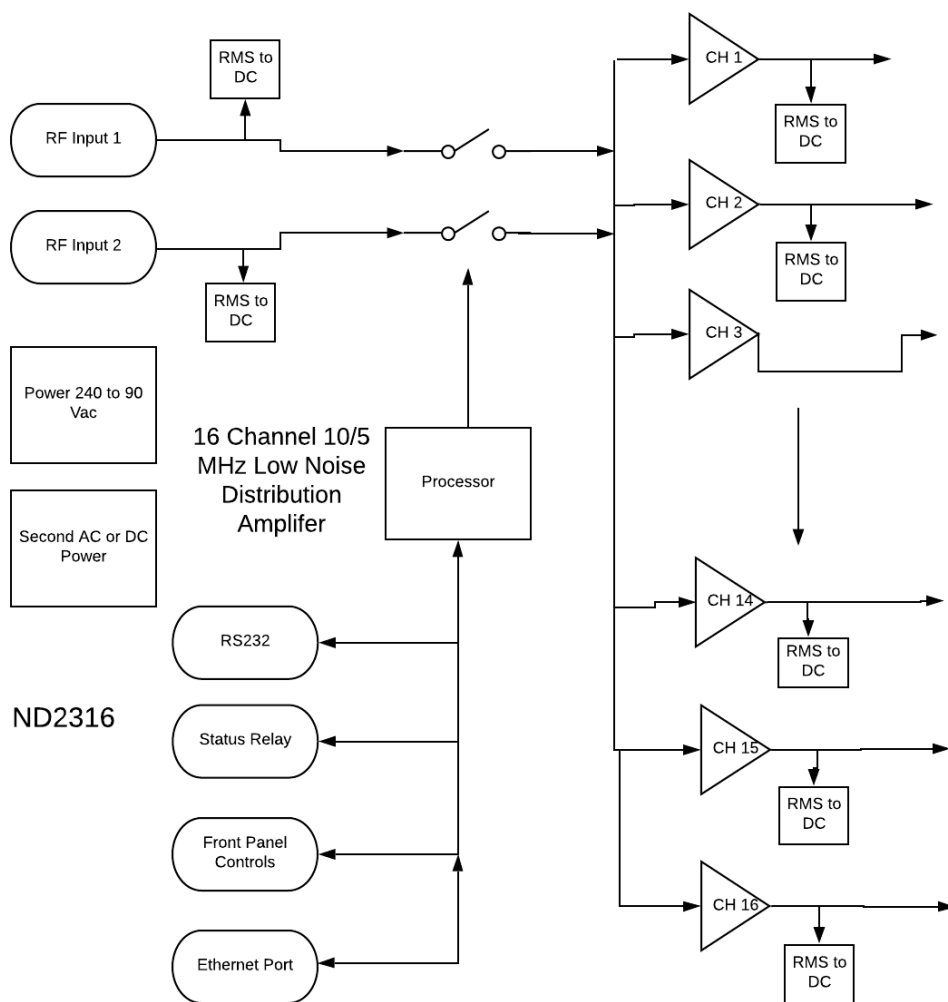 RMS to
DC
CH 1
RF Input 1
RMS to
DC
CH 2
RF Input 2
RMS to
DC
RMS to
DC
CH 3
Power 240 to 90
Vac
16 Channel 10/5
MHz Low Noise
Distribution
Amplifer
Processor
Second AC or DC
Power
CH 14
RS232
RMS to
DC
ND2316
Status Relay
CH 15
RMS to
DC
Front Panel
Controls
CH 16
Ethernet Port
RMS to
DC